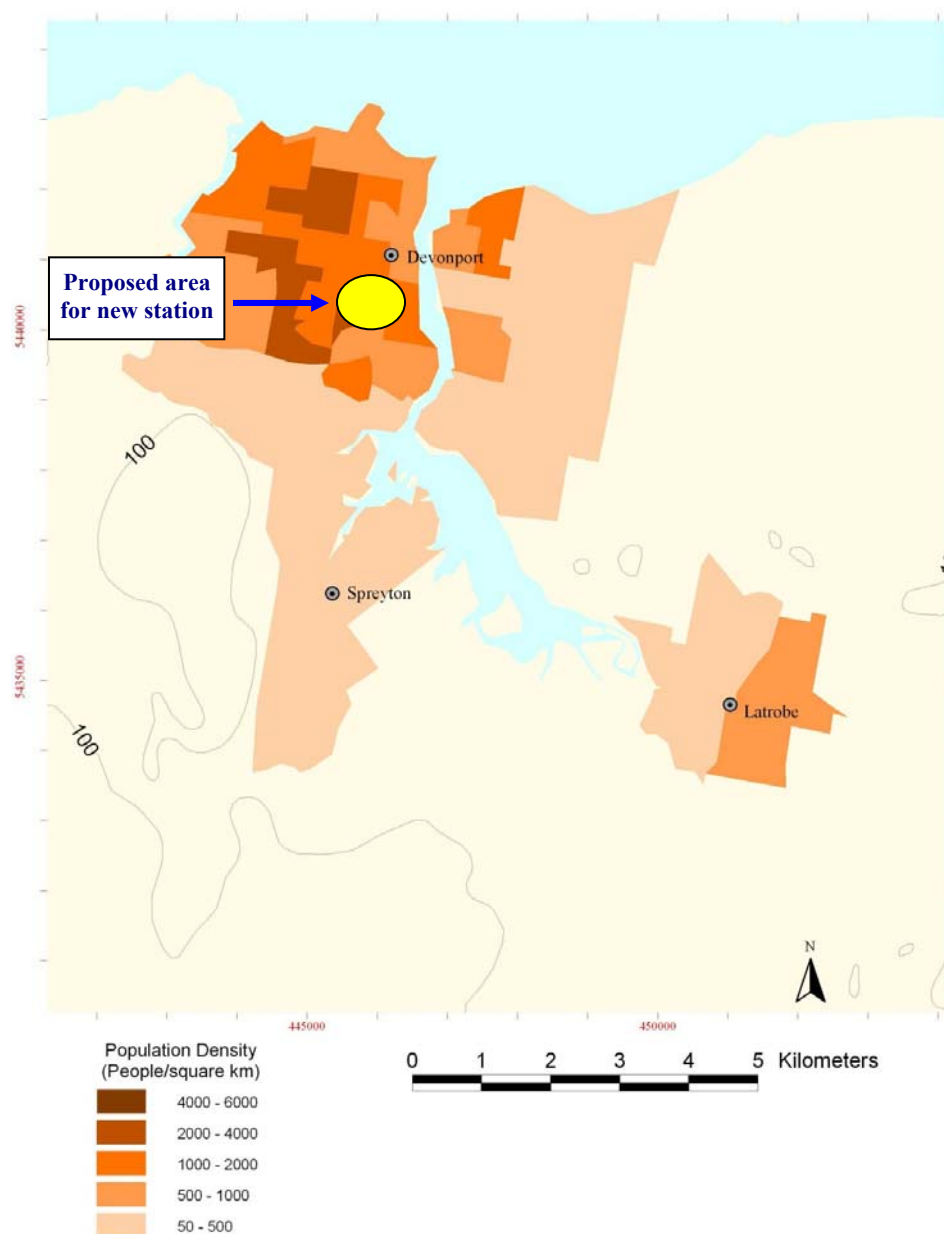 Devonport
Proposed area
for new station
5440000
100
Spreyton
5435000
Latrobe
100
N
445000
450000
Population Density
(People/square km)
4000 - 6000
2000 - 4000
1000 - 2000
500 - 1000
50 - 500
0 1 2 3 4 5 Kilometers